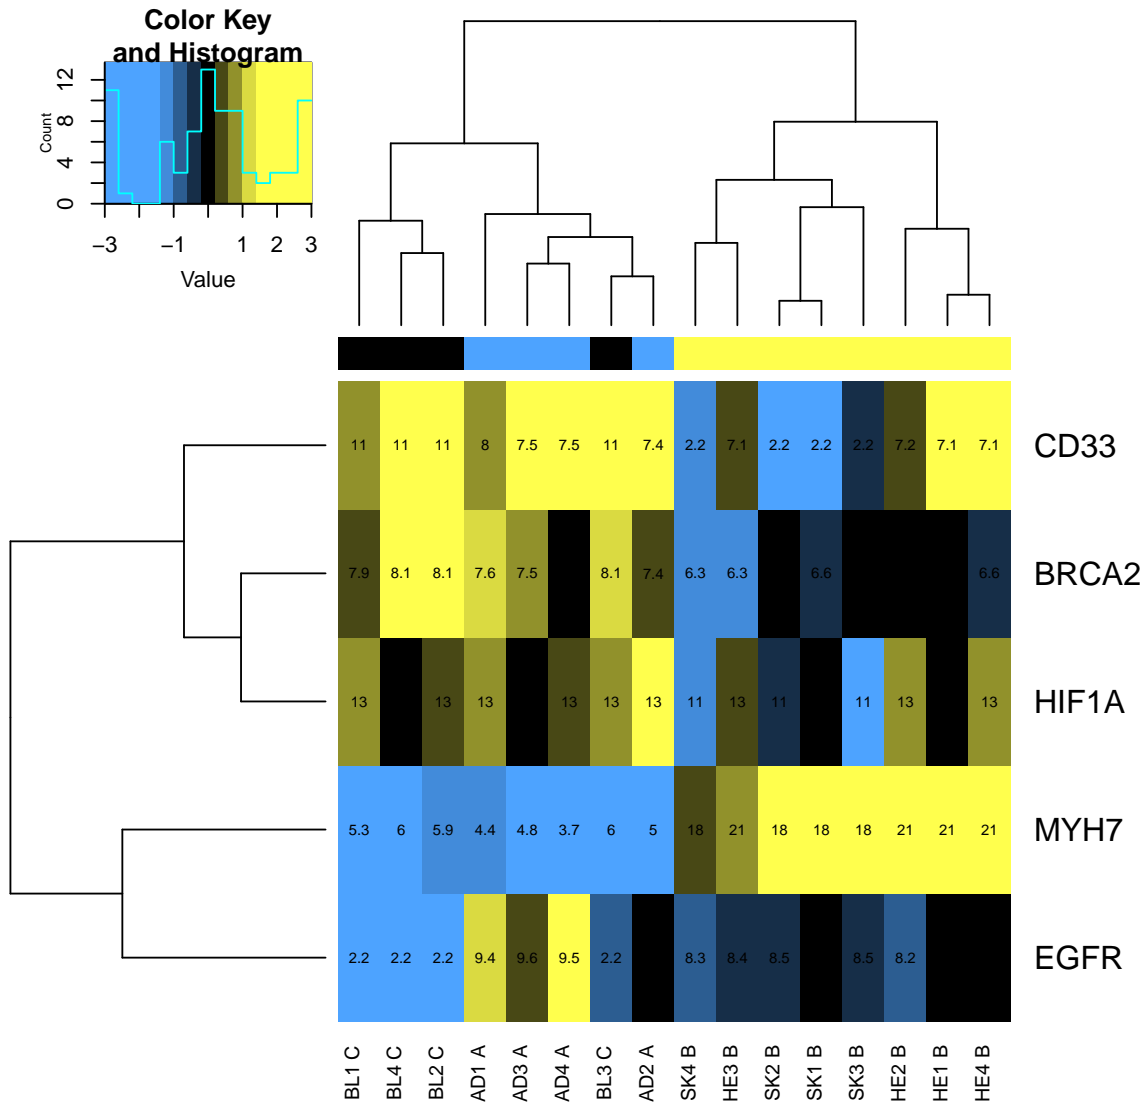 Color Key
and Histogram
Count
12
8
4
0
−3 −1 1 2 3
Value
11 11 11 8 7.5 7.5 11 7.4 2.2 7.1 2.2 2.2 2.2 7.2 7.1 7.1 CD33
7.9 8.1 8.1 7.6 7.5 8.1 7.4 6.3 6.3 6.6 6.6 BRCA2
13 13 13 13 13 13 11 13 11 11 13 13 HIF1A
5.3 6 5.9 4.4 4.8 3.7 6 5 18 21 18 18 18 21 21 21 MYH7
2.2 2.2 2.2 9.4 9.6 9.5 2.2 8.3 8.4 8.5 8.5 8.2 EGFR
BL1 C
BL4 C
BL2 C
AD1 A
AD3 A
AD4 A
BL3 C
AD2 A
SK4 B
HE3 B
SK2 B
SK1 B
SK3 B
HE2 B
HE1 B
HE4 B